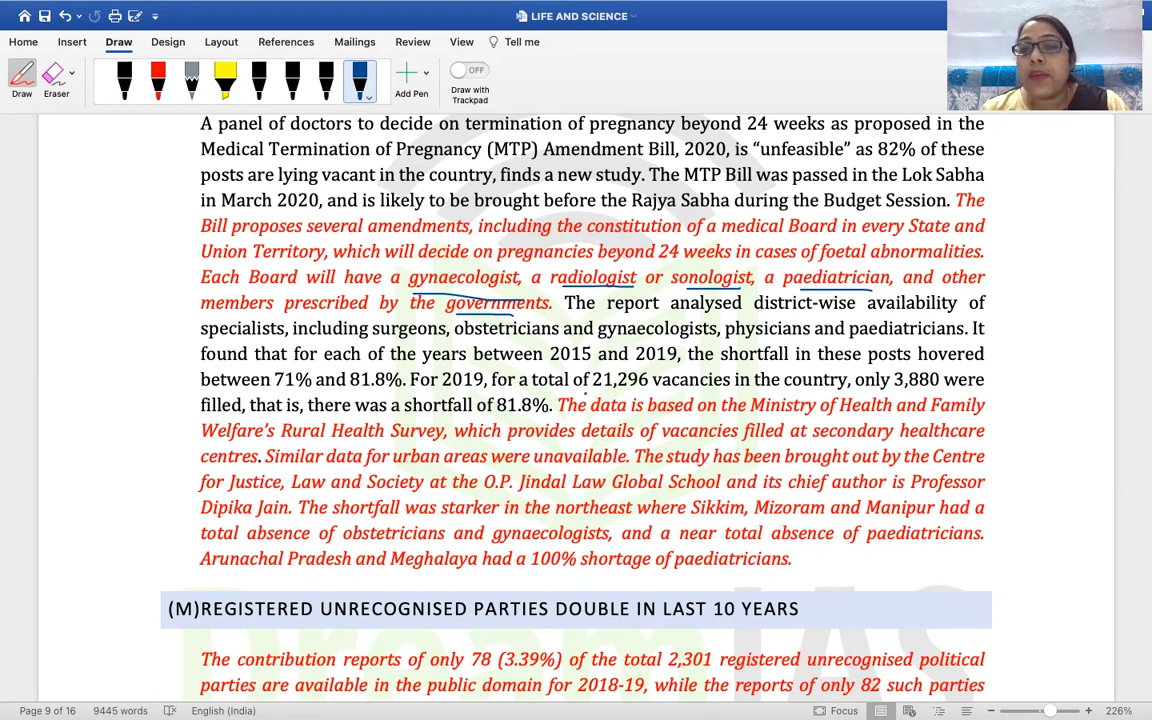 LIFE AND SCIENCE
Home Insert Draw Design Layout References Mailings Review View Tell me
OFF
Draw Eraser Add Pen Draw with
Trackpad
A panel of doctors to decide on termination of pregnancy beyond 24 weeks as proposed in the
Medical Termination of Pregnancy (MTP) Amendment Bill, 2020, is “unfeasible” as 82% of these
posts are lying vacant in the country, finds a new study. The MTP Bill was passed in the Lok Sabha
in March 2020, and is likely to be brought before the Rajya Sabha during the Budget Session. The
Bill proposes several amendments, including the constitution of a medical Board in every State and
Union Territory, which will decide on pregnancies beyond 24 weeks in cases of foetal abnormalities.
Each Board will have a gynaecologist, a radiologist or sonologist, a paediatrician, and other
members prescribed by the governments. The report analysed district-wise availability of
specialists, including surgeons, obstetricians and gynaecologists, physicians and paediatricians. It
found that for each of the years between 2015 and 2019, the shortfall in these posts hovered
between 71% and 81.8%. For 2019, for a total of 21,296 vacancies in the country, only 3,880 were
filled, that is, there was a shortfall of 81.8%. The data is based on the Ministry of Health and Family
Welfare’s Rural Health Survey, which provides details of vacancies filled at secondary healthcare
centres. Similar data for urban areas were unavailable. The study has been brought out by the Centre
for Justice, Law and Society at the O.P. Jindal Law Global School and its chief author is Professor
Dipika Jain. The shortfall was starker in the northeast where Sikkim, Mizoram and Manipur had a
total absence of obstetricians and gynaecologists, and a near total absence of paediatricians.
Arunachal Pradesh and Meghalaya had a 100% shortage of paediatricians.
(M)REGISTERED UNRECOGNISED PARTIES DOUBLE IN LAST 10 YEARS
The contribution reports of only 78 (3.39%) of the total 2,301 registered unrecognised political
parties are available in the public domain for 2018-19, while the reports of only 82 such parties
Page 9 of 16 9445 words English (India) Focus 226%